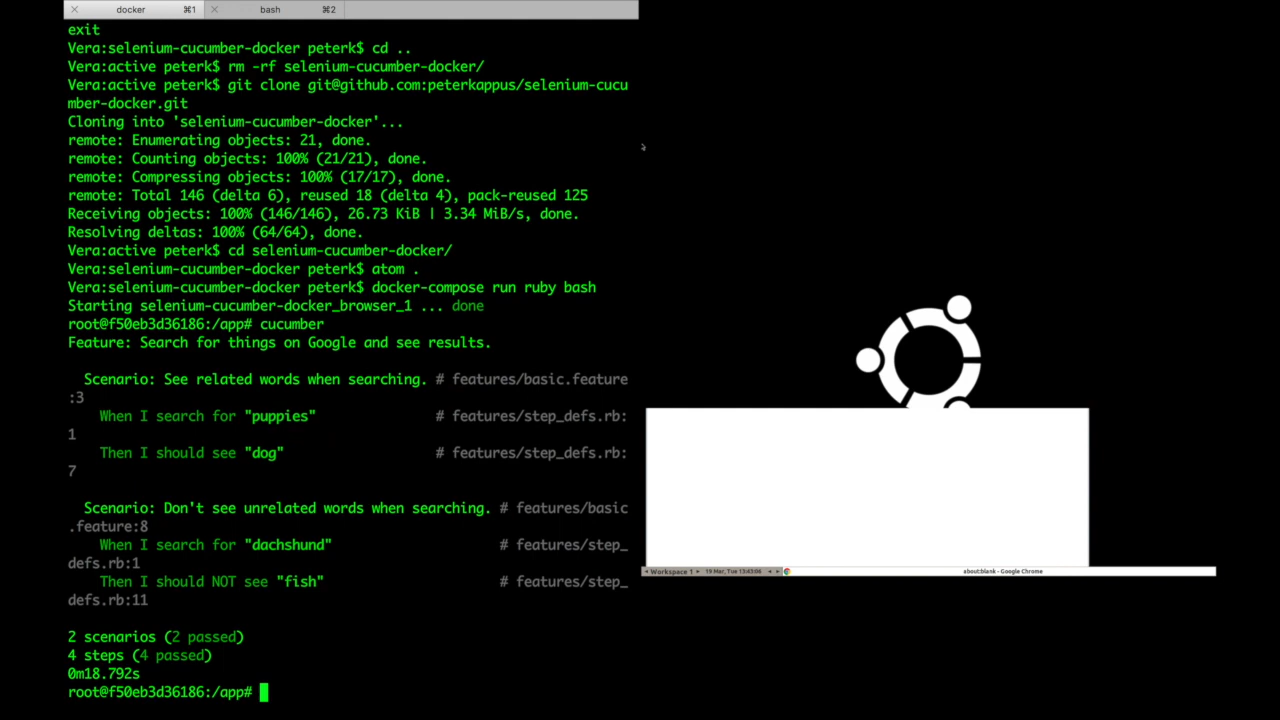 docker ⌘1 bash ⌘2
exit
Vera:selenium-cucumber-docker peterk$ cd ..
Vera:active peterk$ rm -rf selenium-cucumber-docker/
Vera:active peterk$ git clone git@github.com:peterkappus/selenium-cucu
mber-docker.git
Cloning into 'selenium-cucumber-docker'...
remote: Enumerating objects: 21, done.
remote: Counting objects: 100% (21/21), done.
remote: Compressing objects: 100% (17/17), done.
remote: Total 146 (delta 6), reused 18 (delta 4), pack-reused 125
Receiving objects: 100% (146/146), 26.73 KiB | 3.34 MiB/s, done.
Resolving deltas: 100% (64/64), done.
Vera:active peterk$ cd selenium-cucumber-docker/
Vera:selenium-cucumber-docker peterk$ atom .
Vera:selenium-cucumber-docker peterk$ docker-compose run ruby bash
Starting selenium-cucumber-docker_browser_1 ... done
root@f50eb3d36186:/app# cucumber
Feature: Search for things on Google and see results.
Scenario: See related words when searching. # features/basic.feature
:3
When I search for "puppies" # features/step_defs.rb:
1
Then I should see "dog" # features/step_defs.rb:
7
Scenario: Don't see unrelated words when searching. # features/basic
.feature:8
When I search for "dachshund" # features/step_
defs.rb:1
Then I should NOT see "fish" # features/step_
defs.rb:11
2 scenarios (2 passed)
4 steps (4 passed)
0m18.792s
root@f50eb3d36186:/app#
Workspace 1 19 Mar, Tue 13:43:06 about:blank - Google Chrome